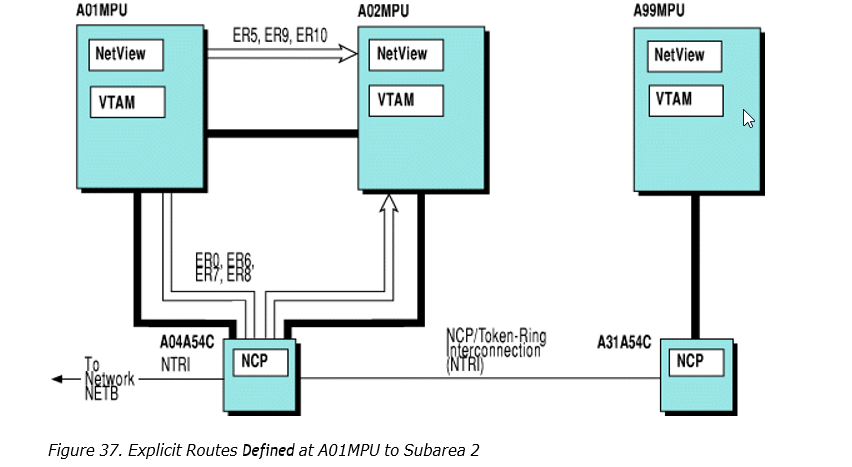 A01MPU
A02MPU
A99MPU
NetView
VTAM
ER5, ER9, ER10
NetView
VTAM
NetView
VTAM
ER0, ER6,
ER7, ER8
A04A54C
NTRI
NCP
To
Network
NETB
NCP/Token-Ring
Interconnection
(NTRI)
A31A54C
NCP
Figure 37. Explicit Routes Defined at A01MPU to Subarea 2